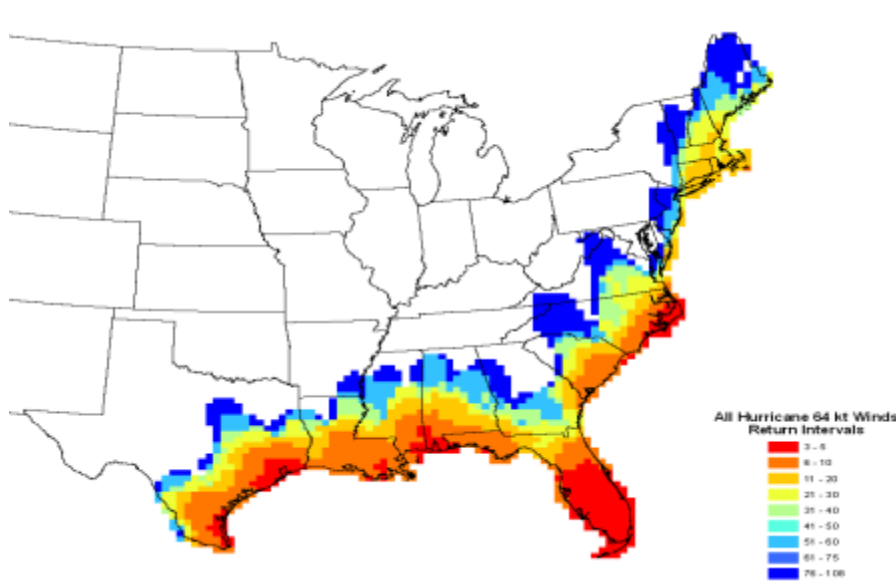 All Hurricane 64 kt Winds
Return Intervals
3 - 5
6 - 10
11 - 20
21 - 30
31 - 40
41 - 50
51 - 60
61 - 75
76 - 108